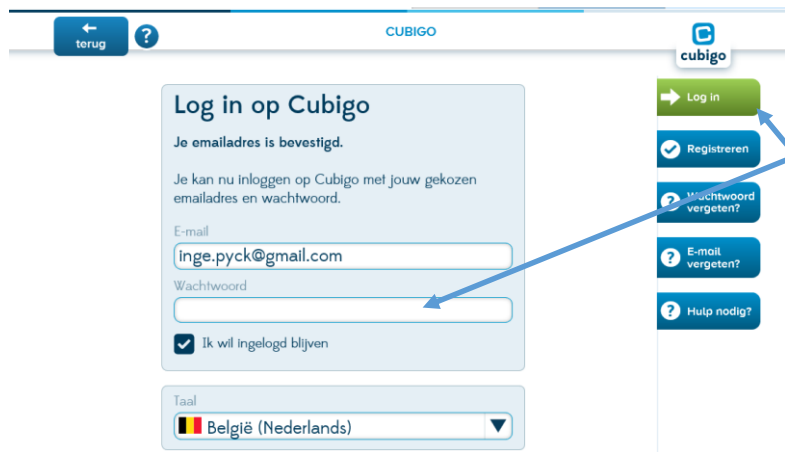 terug
?
CUBIGO
cubigo
Log in op Cubigo
Je emailadres is bevestigd.
Je kan nu inloggen op Cubigo met jouw gekozen
emailadres en wachtwoord.
E-mail
inge.pyck@gmail.com
Wachtwoord
Ik wil ingelogd blijven
Taal
België (Nederlands)
Log in
Registreren
? Wachtwoord
vergeten?
? E-mail
vergeten?
? Hulp nodig?